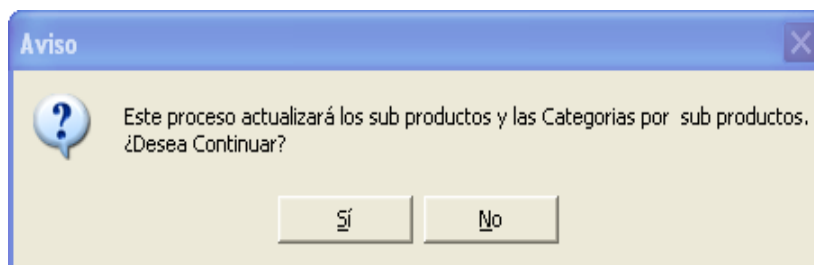 Aviso
Este proceso actualizará los sub productos y las Categorias por  sub productos.
¿Desea Continuar?
Sí
No